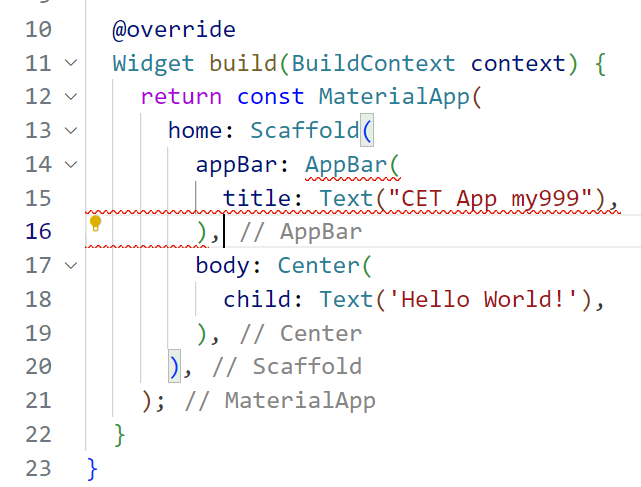 10 @override
11 Widget build(BuildContext context) {
12 return const MaterialApp(
13 home: Scaffold(
14 appBar: AppBar(
15 title: Text("CET App my999"),
16 ), // AppBar
17 body: Center(
18 child: Text('Hello World!'),
19 ), // Center
20 ), // Scaffold
21 ); // MaterialApp
22 }
23 }